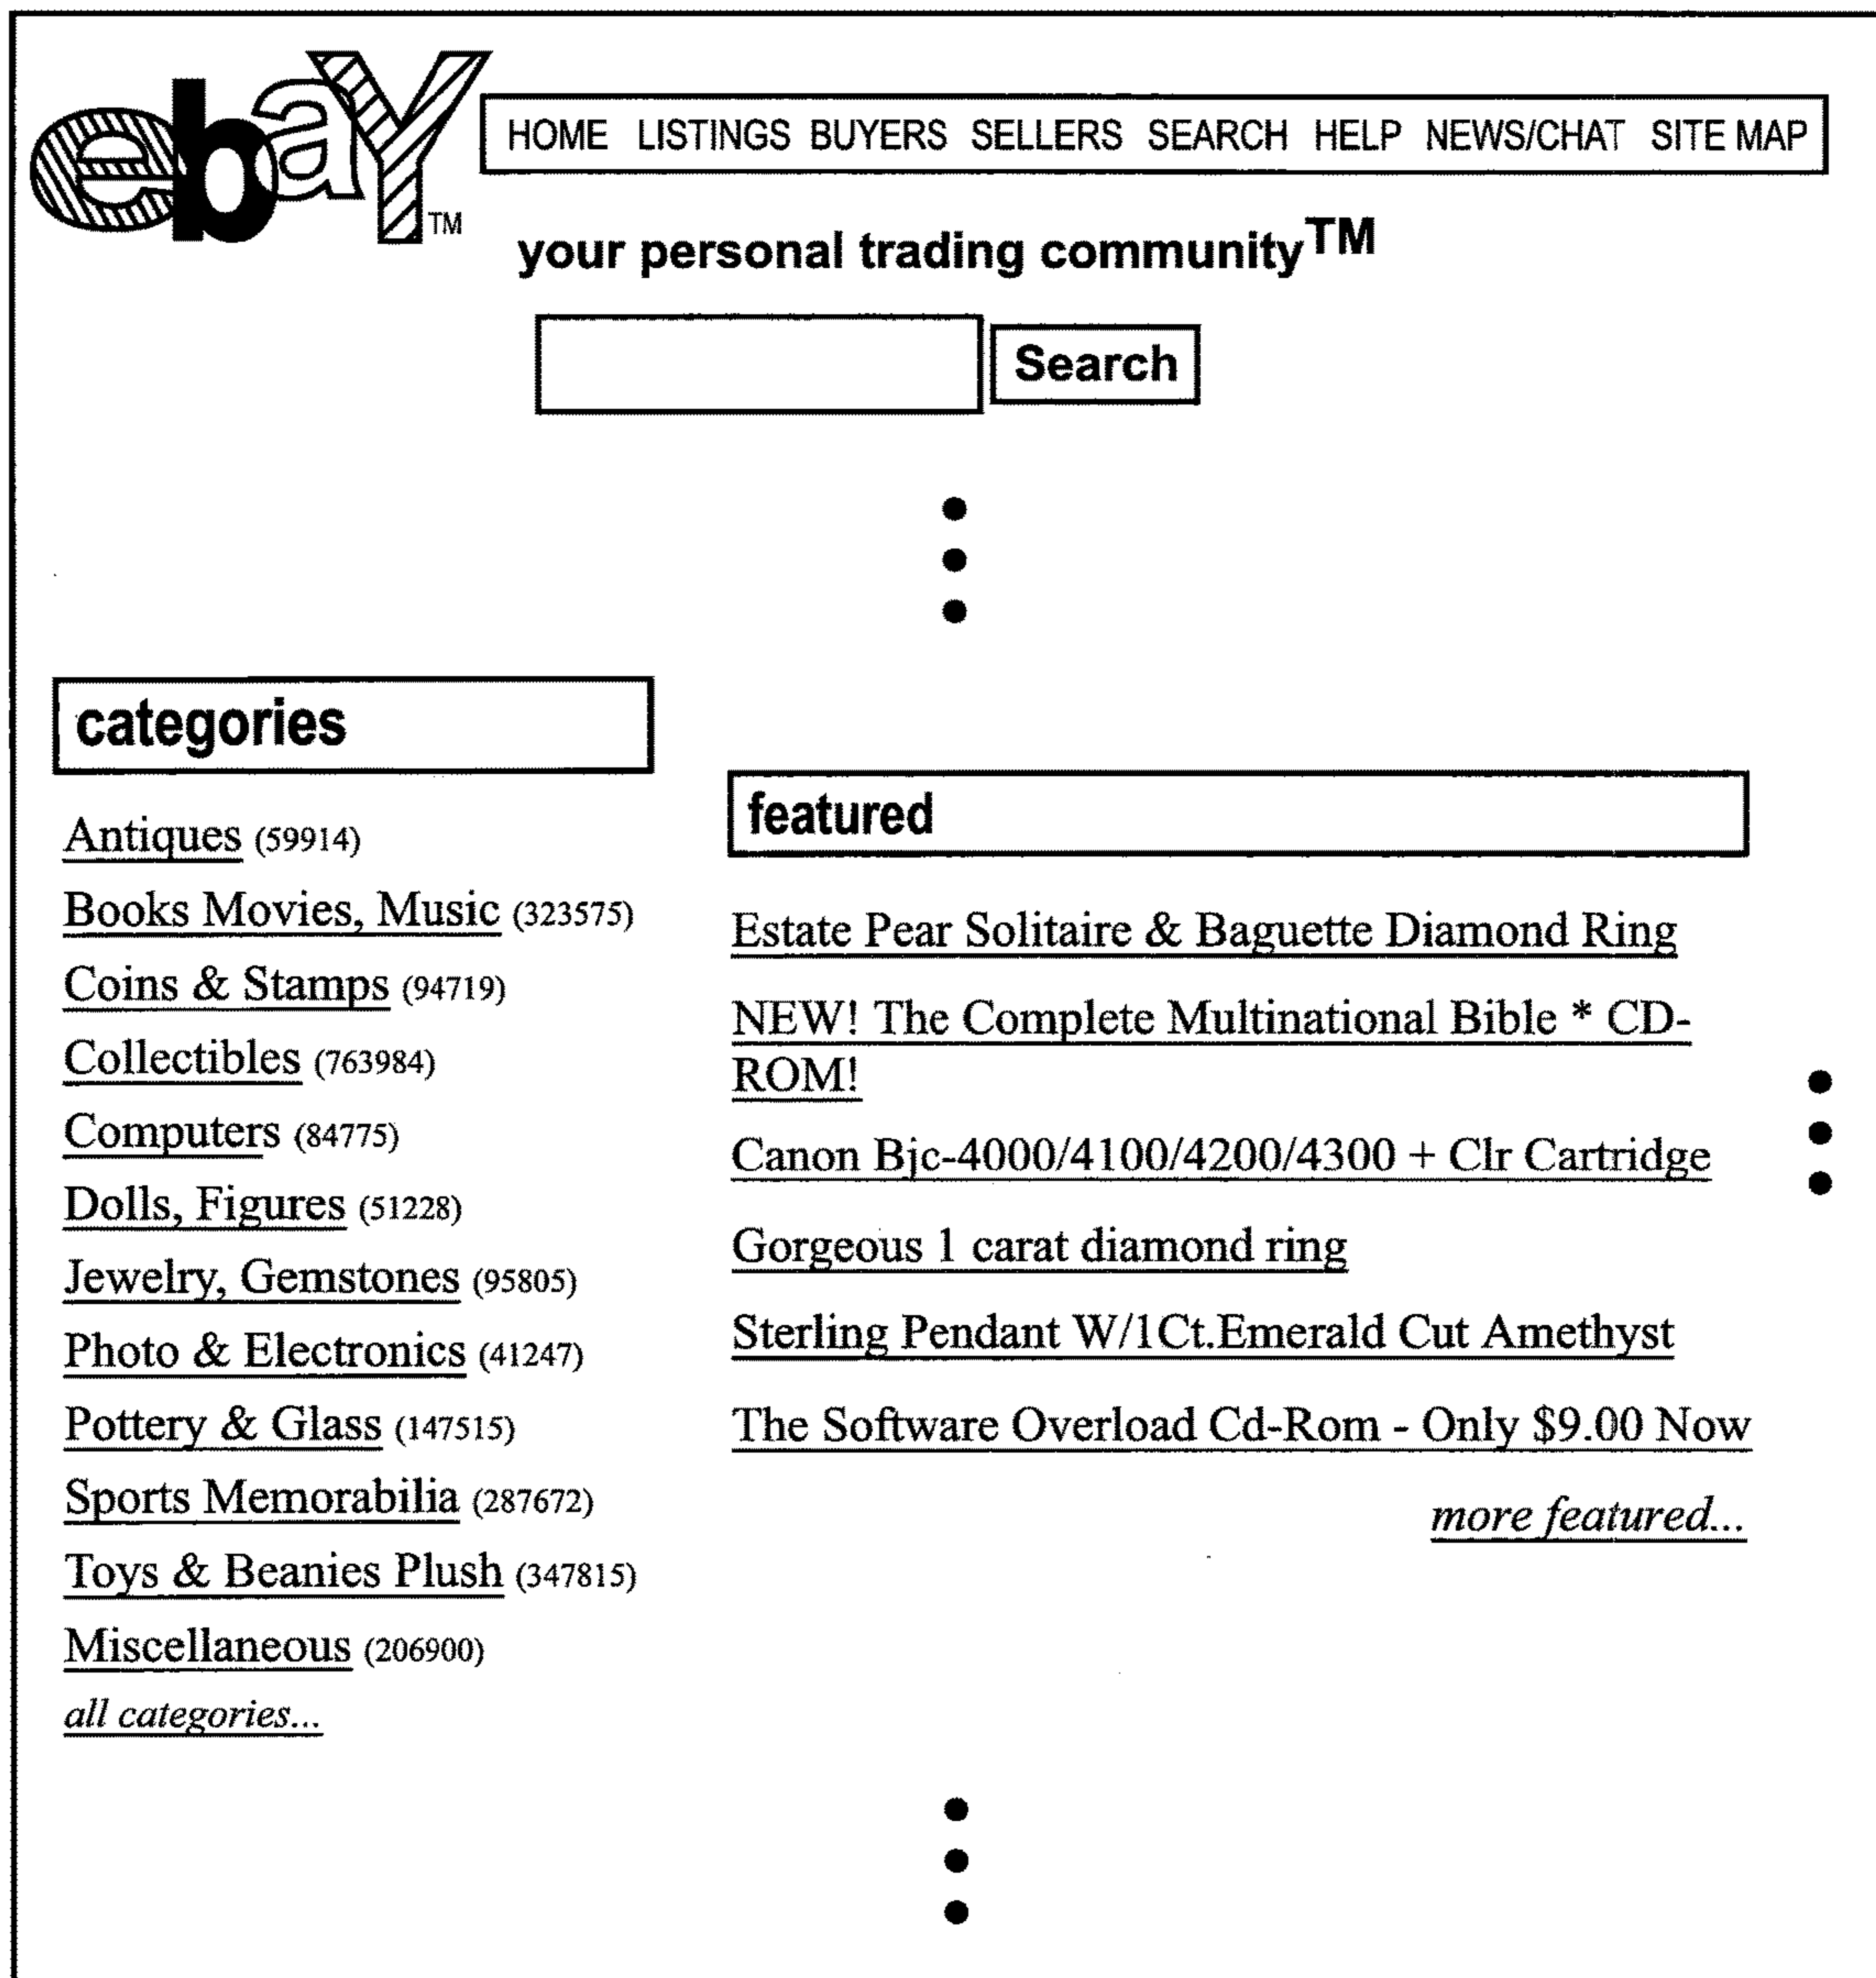 ebaY™
HOME LISTINGS BUYERS SELLERS SEARCH HELP NEWS/CHAT SITE MAP
your personal trading community™
Search
categories
Antiques (59914)
Books Movies, Music (323575)
Coins & Stamps (94719)
Collectibles (763984)
Computers (84775)
Dolls, Figures (51228)
Jewelry, Gemstones (95805)
Photo & Electronics (41247)
Pottery & Glass (147515)
Sports Memorabilia (287672)
Toys & Beanies Plush (347815)
Miscellaneous (206900)
all categories...
featured
Estate Pear Solitaire & Baguette Diamond Ring
NEW! The Complete Multinational Bible * CD-
ROM!
Canon Bjc-4000/4100/4200/4300 + Clr Cartridge
Gorgeous 1 carat diamond ring
Sterling Pendant W/1Ct.Emerald Cut Amethyst
The Software Overload Cd-Rom - Only $9.00 Now
more featured...